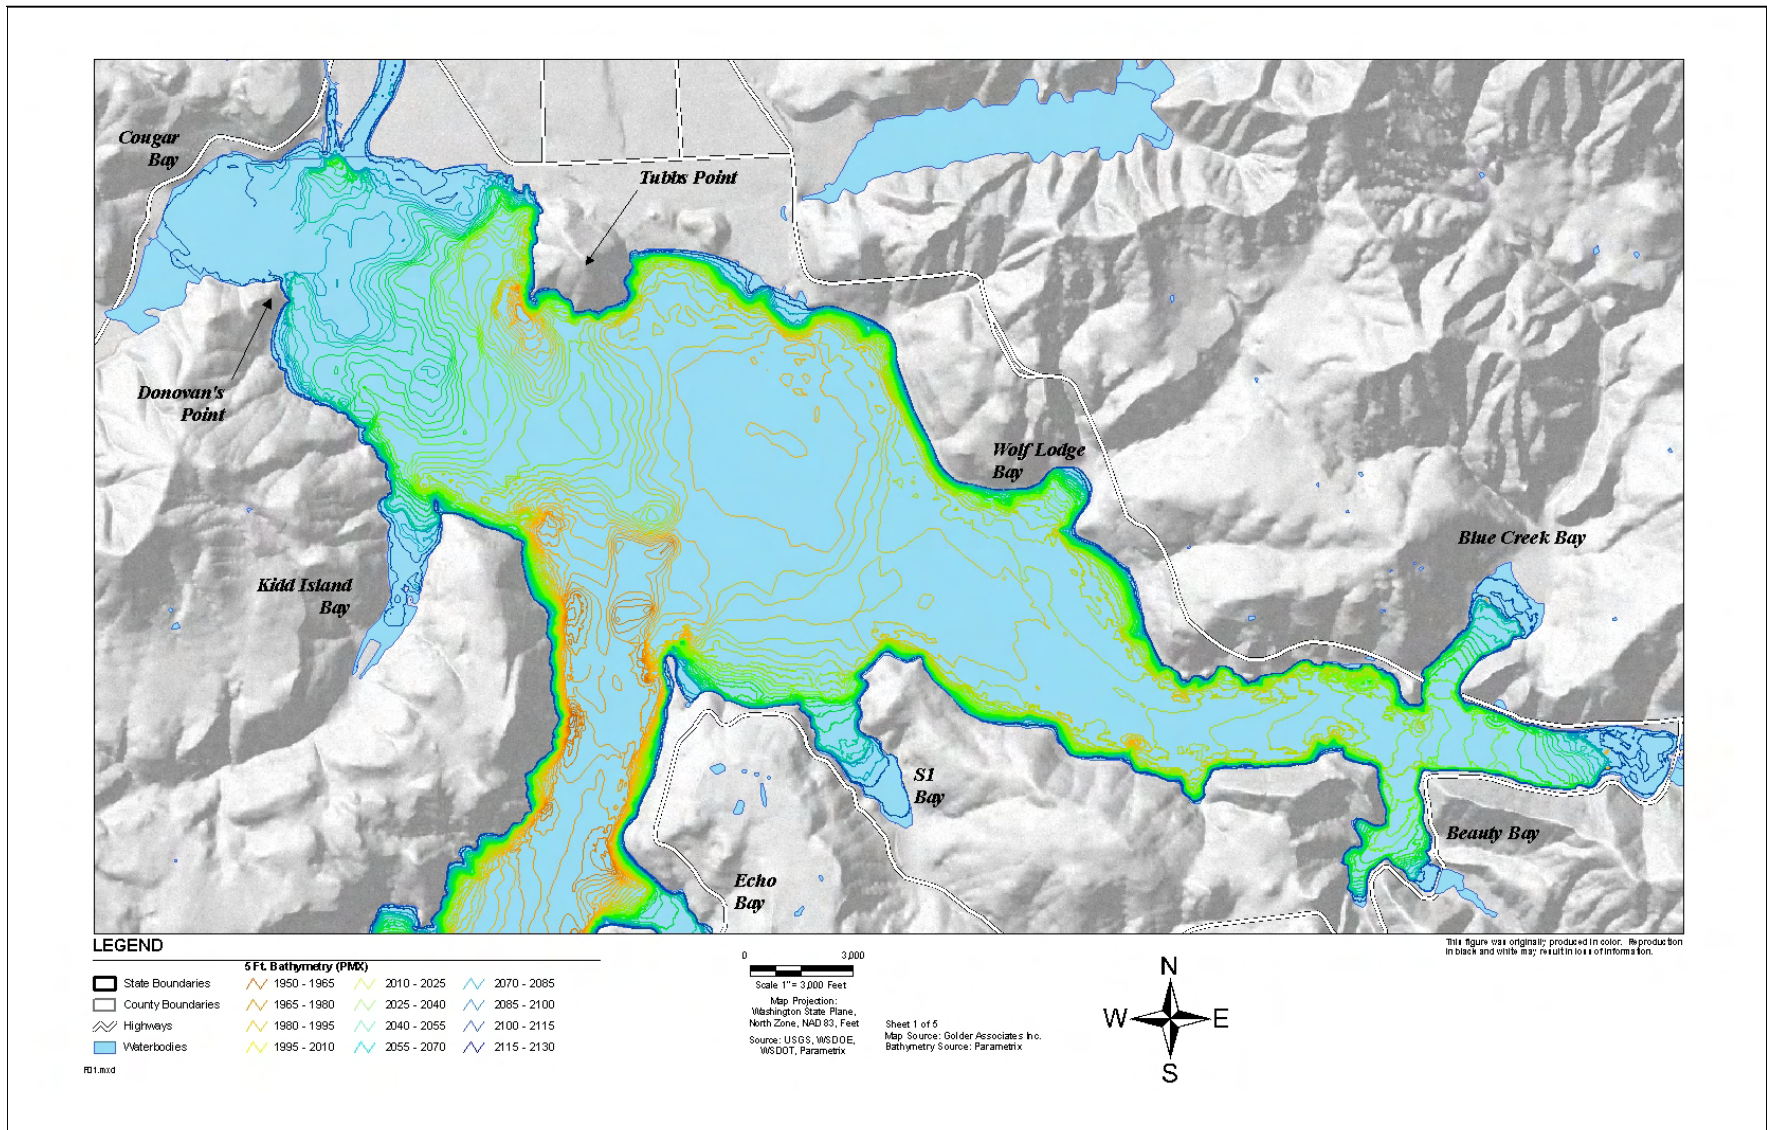 Cougar
Bay
Tubbs Point
Donovan's
Point
Wolf Lodge
Bay
Blue Creek Bay
Kidd Island
Bay
S1
Bay
Beauty Bay
Echo
Bay
LEGEND
State Boundaries
County Boundaries
Highways
Waterbodies
5 Ft. Bathymetry (PMX)
1950 - 1965
1965 - 1980
1980 - 1995
1995 - 2010
2010 - 2025
2025 - 2040
2040 - 2055
2055 - 2070
2070 - 2085
2085 - 2100
2100 - 2115
2115 - 2130
0 3,000
Scale 1" = 3,000 Feet
Map Projection:
Washington State Plane,
North Zone, NAD 83, Feet
Source: USGS, WSDOE,
WSDOT, Parametrix
Sheet 1 of 5
Map Source: Golder Associates Inc.
Bathymetry Source: Parametrix
N
W E
S
This figure was originally produced in color. Reproduction
in black and white may result in loss of information.
F01.mxd